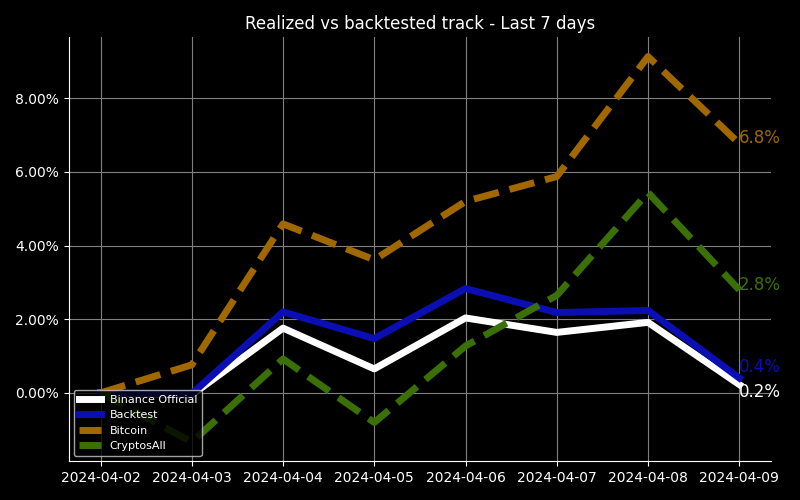 Realized vs backtested track - Last 7 days
8.00%
6.00%
4.00%
2.00%
0.00%
6.8%
2.8%
0.4%
0.2%
Binance Official
Backtest
Bitcoin
CryptosAll
2024-04-02 2024-04-03 2024-04-04 2024-04-05 2024-04-06 2024-04-07 2024-04-08 2024-04-09